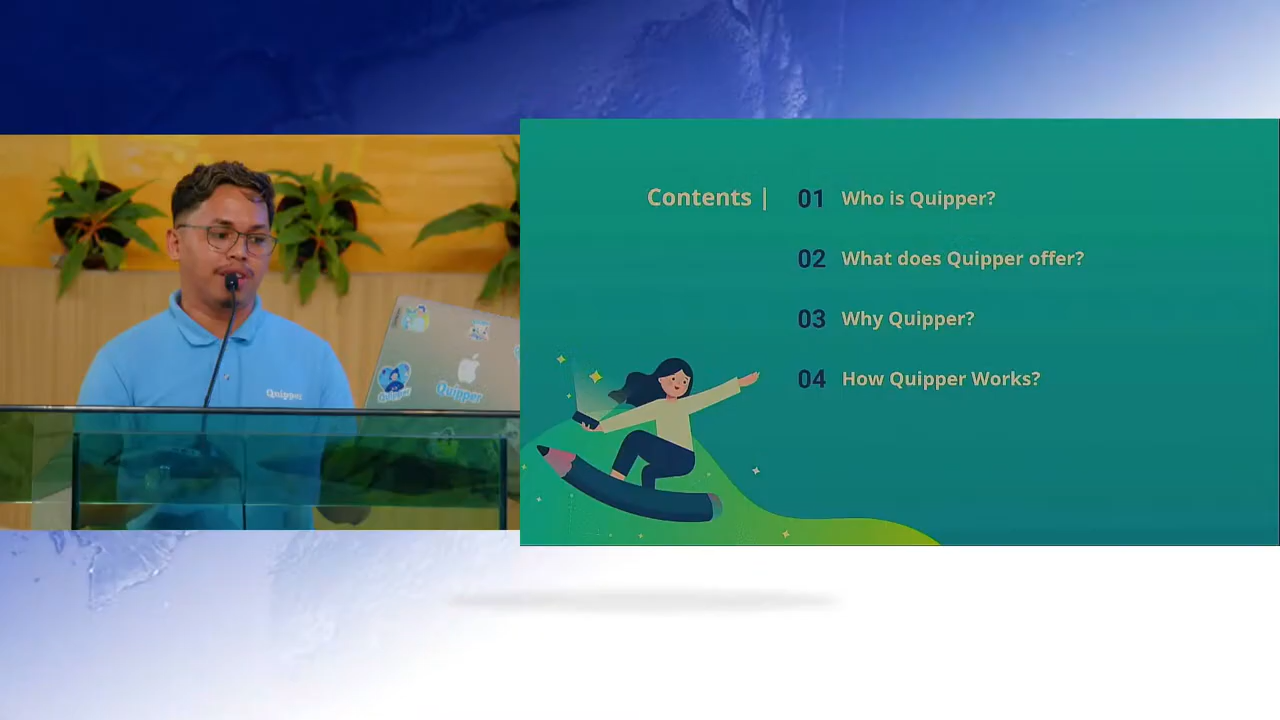 Contents |
01 Who is Quipper?
02 What does Quipper offer?
03 Why Quipper?
04 How Quipper Works?
Quipper
Quipper
Quipper